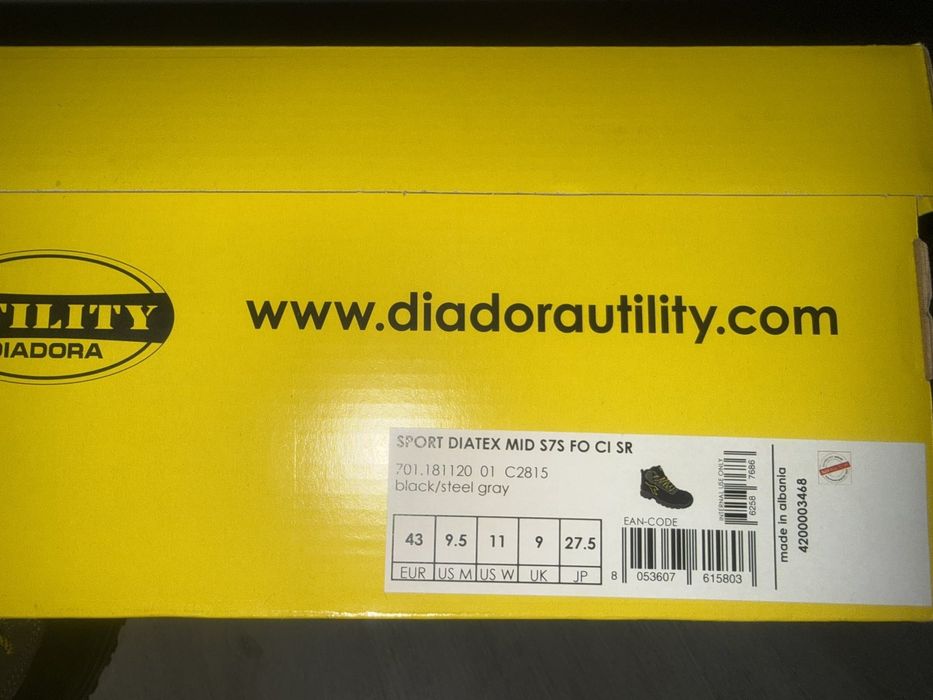 TILITY
DIADORA
www.diadorautility.com
SPORT DIATEX MID S7S FO CI SR
701.181120 01 C2815
black/steel gray
43 9.5 11 9 27.5
EUR US M US W UK JP
EAN-CODE
8 053607 615803
INTERNAL USE ONLY
6258 7686
made in albania
4200003468